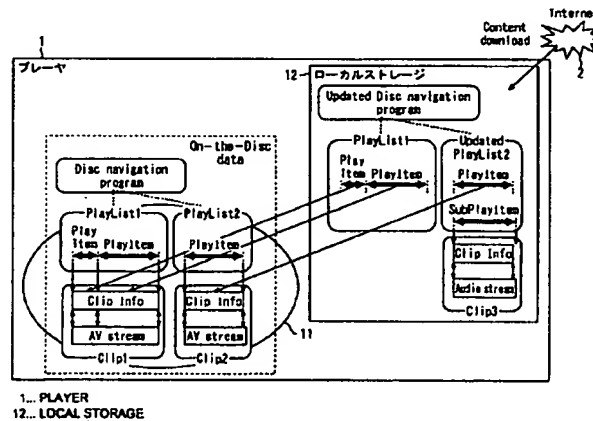 1
プレーヤ
Interne
Content
download
2
12
ローカルストレージ
Updated Disc navigation
program
PlayList1
Updated
PlayList2
Play
Item
PlayItem
PlayItem
SubPlayItem
Clip Info
Audio stream
Clip3
On-the-Disc
data
Disc navigation
program
PlayList1
PlayList2
Play
Item
PlayItem
PlayItem
Clip Info
Clip Info
AV stream
AV stream
Clip1
Clip2
11
1... PLAYER
12... LOCAL STORAGE